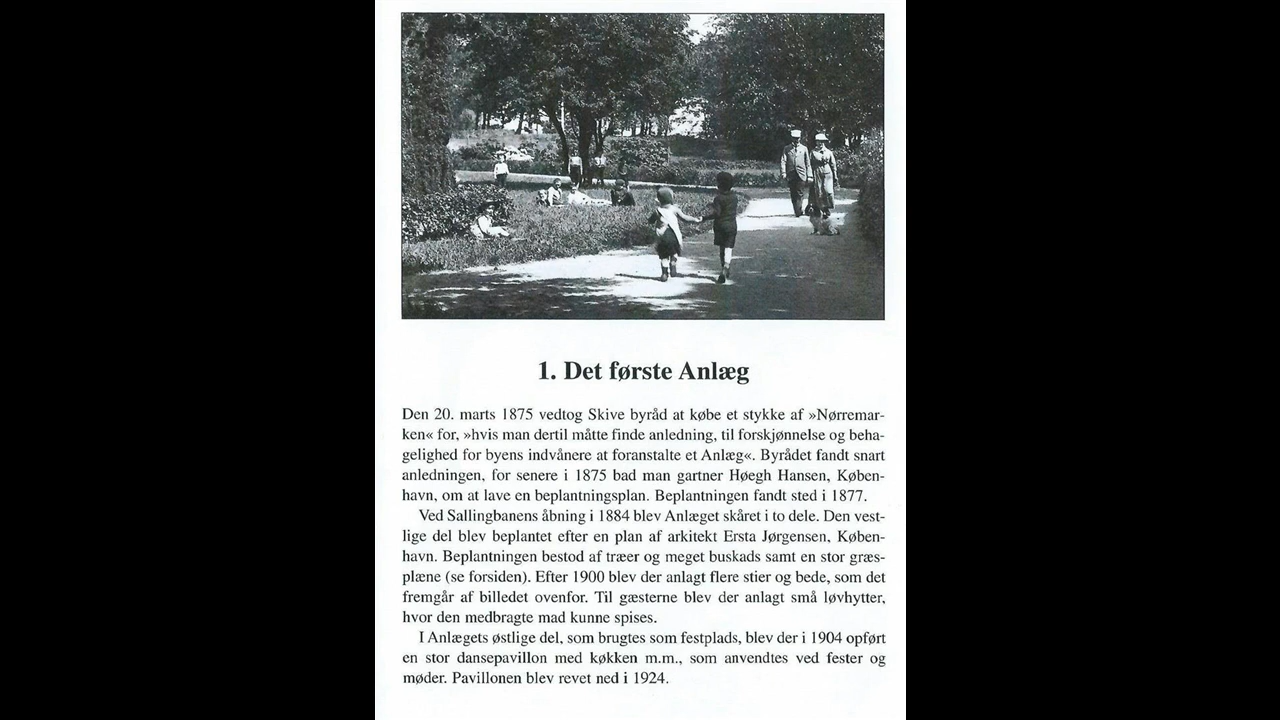 1. Det første Anlæg
Den 20. marts 1875 vedtog Skive byråd at købe et stykke af »Nørremar-
ken« for, »hvis man dertil måtte finde anledning, til forskjønnelse og beha-
gelighed for byens indvånere at foranstalte et Anlæg«. Byrådet fandt snart
anledningen, for senere i 1875 bad man gartner Høegh Hansen, Køben-
havn, om at lave en beplantningsplan. Beplantningen fandt sted i 1877.
Ved Sallingbanens åbning i 1884 blev Anlæget skåret i to dele. Den vest-
lige del blev beplantet efter en plan af arkitekt Ersta Jørgensen, Køben-
havn. Beplantningen bestod af træer og meget buskads samt en stor græs-
plæne (se forsiden). Efter 1900 blev der anlagt flere stier og bede, som det
fremgår af billedet ovenfor. Til gæsterne blev der anlagt små løvhytter,
hvor den medbragte mad kunne spises.
I Anlægets østlige del, som brugtes som festplads, blev der i 1904 opført
en stor dansepavillon med køkken m.m., som anvendtes ved fester og
møder. Pavillonen blev revet ned i 1924.